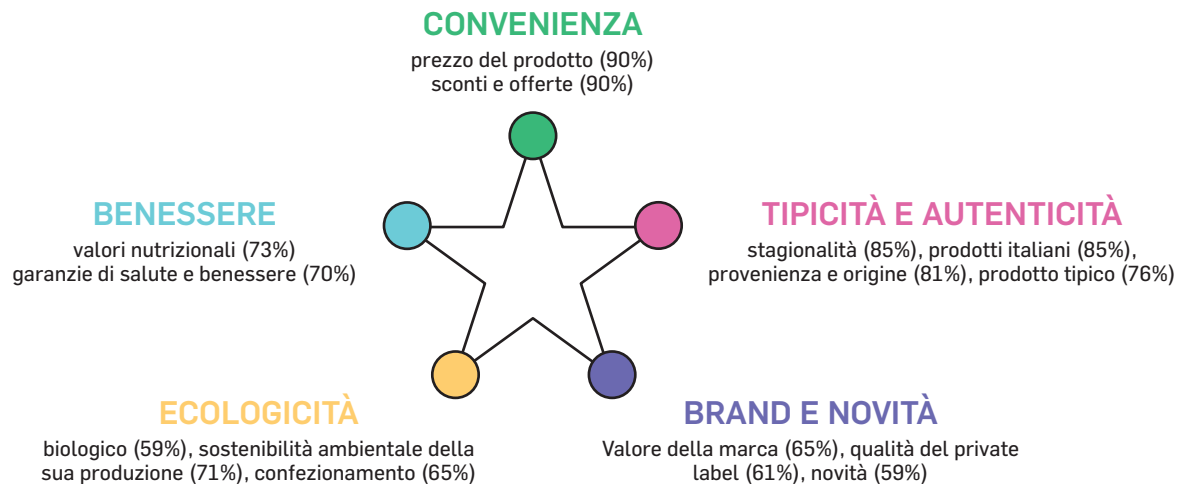 CONVENIENZA
prezzo del prodotto (90%)
sconti e offerte (90%)
BENESSERE
valori nutrizionali (73%)
garanzie di salute e benessere (70%)
TIPICITÀ E AUTENTICITÀ
stagionalità (85%), prodotti italiani (85%),
provenienza e origine (81%), prodotto tipico (76%)
ECOLOGICITÀ
biologico (59%), sostenibilità ambientale della
sua produzione (71%), confezionamento (65%)
BRAND E NOVITÀ
Valore della marca (65%), qualità del private
label (61%), novità (59%)